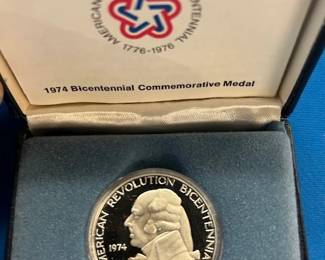 AMERICAN REVOLUTION BICENTENNIAL
1776-1976
1974 Bicentennial Commemorative Medal
AMERICAN REVOLUTION BICENTENNIAL
1974